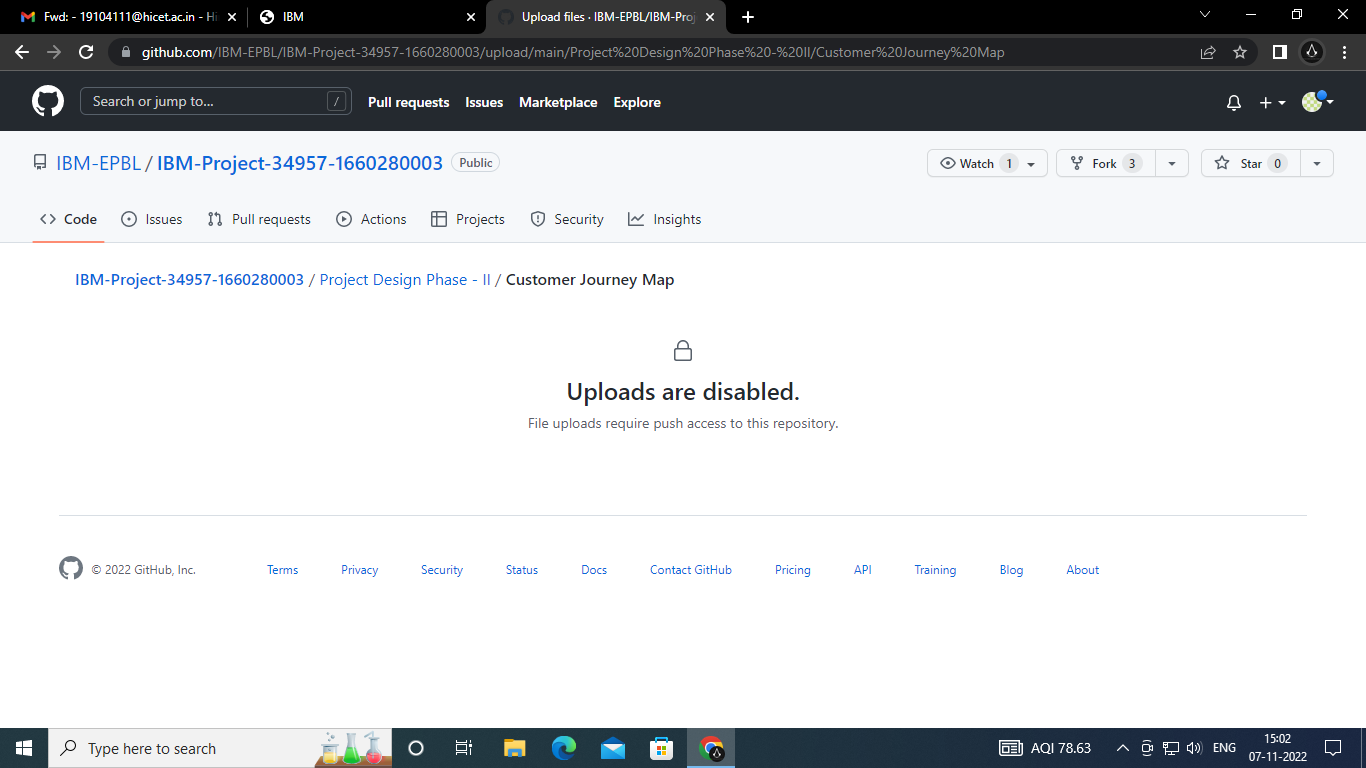 Fwd: - 19104111@hicet.ac.in - Hi
IBM
Upload files · IBM-EPBL/IBM-Proj
github.com/IBM-EPBL/IBM-Project-34957-1660280003/upload/main/Project%20Design%20Phase%20-%20II/Customer%20Journey%20Map
Search or jump to... /
Pull requests Issues Marketplace Explore
IBM-EPBL / IBM-Project-34957-1660280003 Public
Watch 1 Fork 3 Star 0
Code Issues Pull requests Actions Projects Security Insights
IBM-Project-34957-1660280003 / Project Design Phase - II / Customer Journey Map
Uploads are disabled.
File uploads require push access to this repository.
© 2022 GitHub, Inc. Terms Privacy Security Status Docs Contact GitHub Pricing API Training Blog About
Type here to search
AQI 78.63
ENG
15:02
07-11-2022